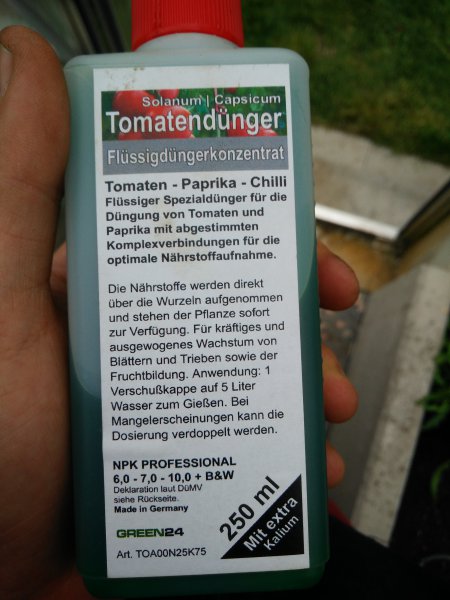 Solanum | Capsicum
Tomatendünger
Flüssigdüngerkonzentrat
Tomaten - Paprika - Chilli
Flüssiger Spezialdünger für die
Düngung von Tomaten und
Paprika mit abgestimmten
Komplexverbindungen für die
optimale Nährstoffaufnahme.
Die Nährstoffe werden direkt
über die Wurzeln aufgenommen
und stehen der Pflanze sofort
zur Verfügung. Für kräftiges und
ausgewogenes Wachstum von
Blättern und Trieben sowie der
Fruchtbildung. Anwendung: 1
Verschußkappe auf 5 Liter
Wasser zum Gießen. Bei
Mangelerscheinungen kann die
Dosierung verdoppelt werden.
NPK PROFESSIONAL
6,0 - 7,0 - 10,0 + B&W
Deklaration laut DüMV
siehe Rückseite.
Made in Germany
GREEN24
Art. TOA00N25K75
250 ml
Mit extra
Kalium